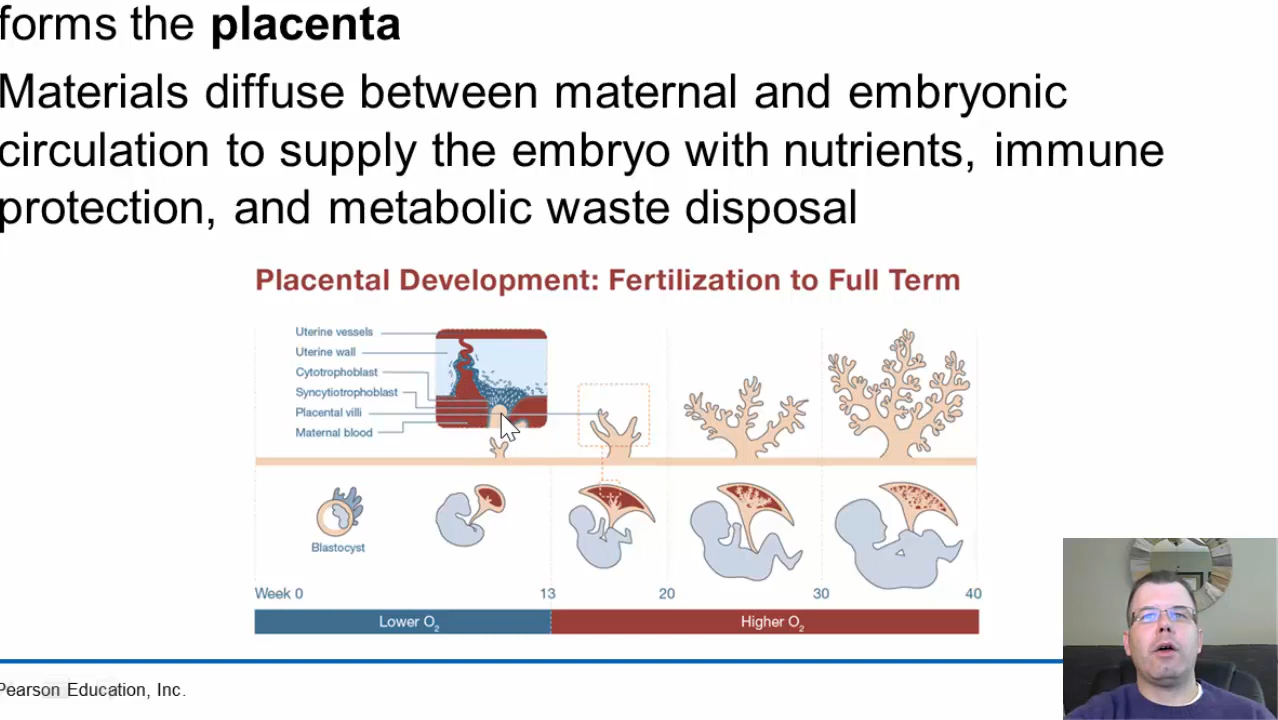 forms the placenta
Materials diffuse between maternal and embryonic
circulation to supply the embryo with nutrients, immune
protection, and metabolic waste disposal
Placental Development: Fertilization to Full Term
Uterine vessels
Uterine wall
Cytotrophoblast
Syncytiotrophoblast
Placental villi
Maternal blood
Blastocyst
Week 0 13 20 30 40
Lower O₂ Higher O₂
Pearson Education, Inc.